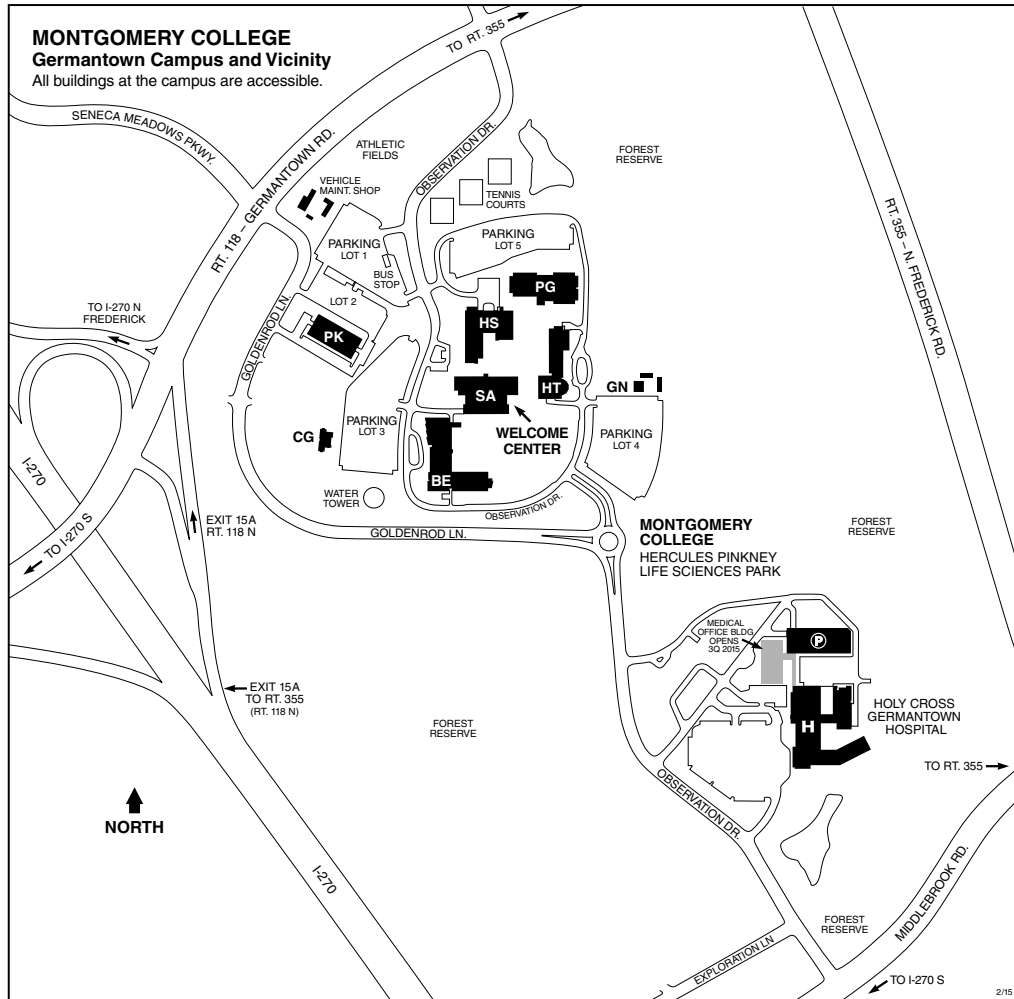 MONTGOMERY COLLEGE
Germantown Campus and Vicinity
All buildings at the campus are accessible.
TO RT. 355
SENECA MEADOWS PKWY.
RT. 118 – GERMANTOWN RD.
ATHLETIC
FIELDS
OBSERVATION DR.
FOREST
RESERVE
VEHICLE
MAINT. SHOP
TENNIS
COURTS
PARKING
LOT 1
PARKING
LOT 5
RT. 355 – N. FREDERICK RD.
BUS
STOP
LOT 2
PG
TO I-270 N
FREDERICK
GOLDENROD LN.
PK
HS
HT
GN
SA
WELCOME
CENTER
PARKING
LOT 3
PARKING
LOT 4
CG
BE
I-270
WATER
TOWER
OBSERVATION DR.
EXIT 15A
RT. 118 N
GOLDENROD LN.
TO I-270 S
MONTGOMERY
COLLEGE
HERCULES PINKNEY
LIFE SCIENCES PARK
FOREST
RESERVE
MEDICAL
OFFICE BLDG
OPENS
3Q 2015
P
EXIT 15A
TO RT. 355
(RT. 118 N)
FOREST
RESERVE
H
HOLY CROSS
GERMANTOWN
HOSPITAL
TO RT. 355
OBSERVATION DR.
NORTH
I-270
MIDDLEBROOK RD.
FOREST
RESERVE
EXPLORATION LN
TO I-270 S
2/15